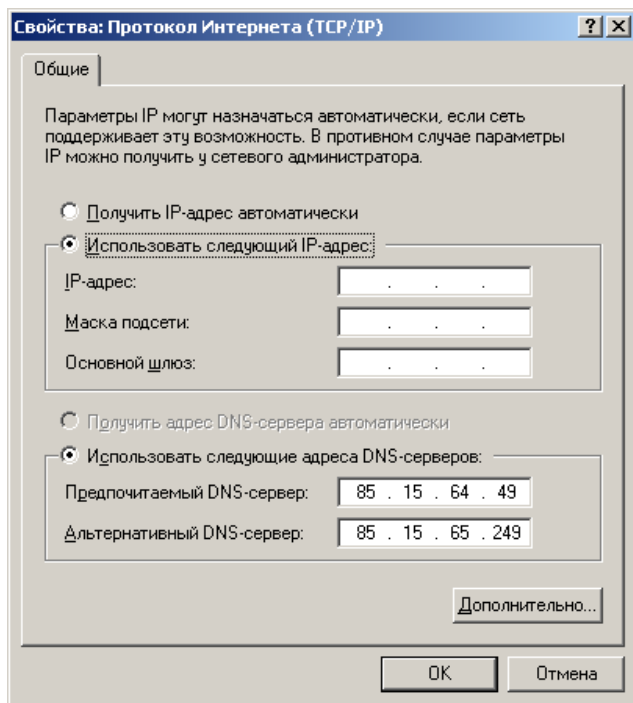 Свойства: Протокол Интернета (TCP/IP)
Общие
Параметры IP могут назначаться автоматически, если сеть
поддерживает эту возможность. В противном случае параметры
IP можно получить у сетевого администратора.
Получить IP-адрес автоматически
Использовать следующий IP-адрес:
IP-адрес: . . .
Маска подсети: . . .
Основной шлюз: . . .
Получить адрес DNS-сервера автоматически
Использовать следующие адреса DNS-серверов:
Предпочитаемый DNS-сервер: 85 . 15 . 64 . 49
Альтернативный DNS-сервер: 85 . 15 . 65 . 249
Дополнительно...
OK Отмена